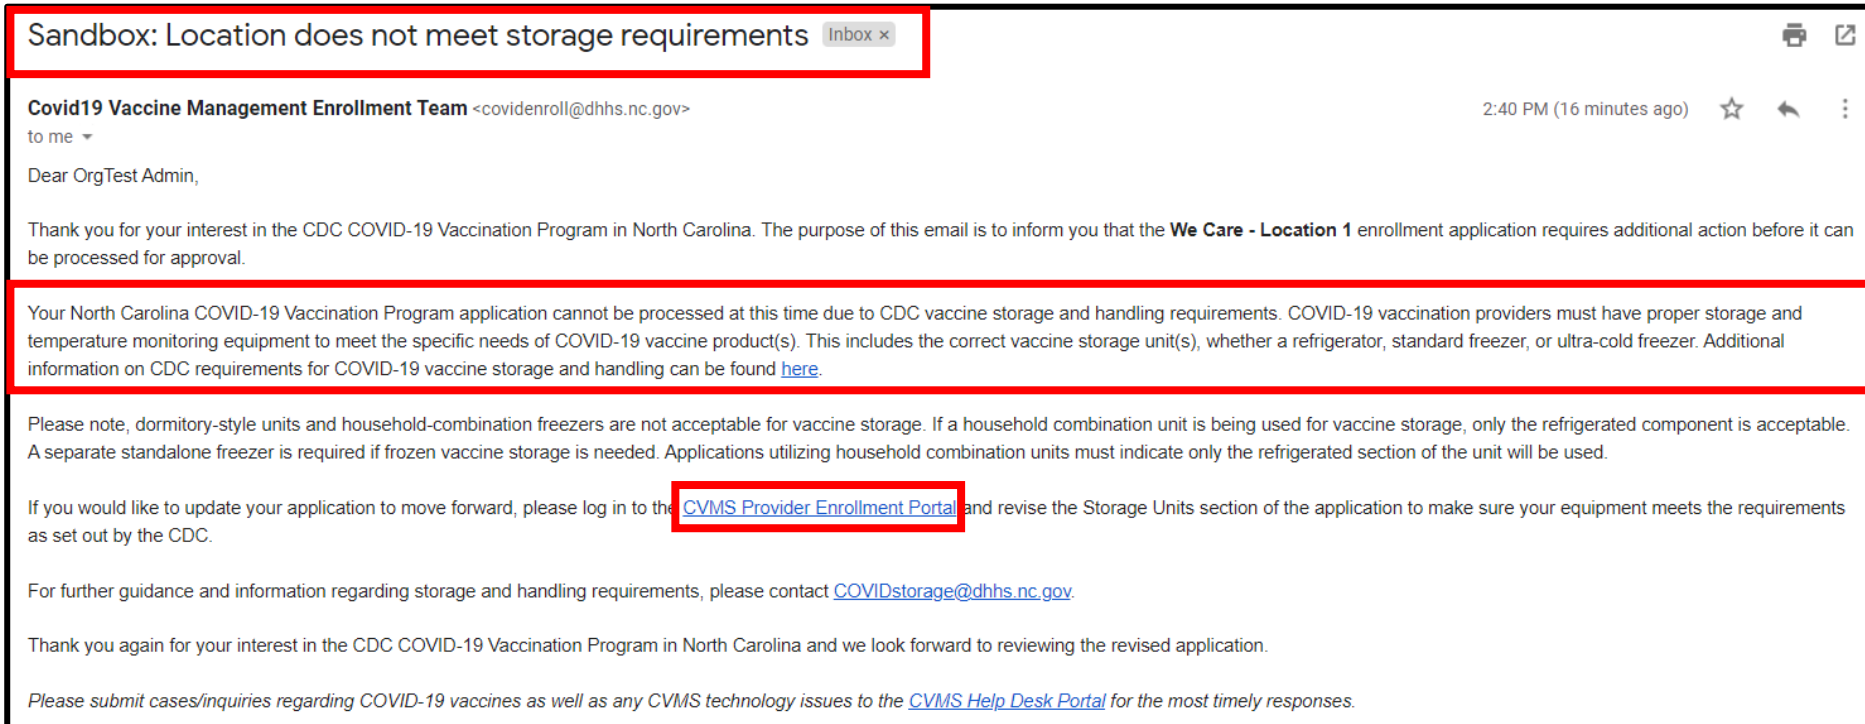 Sandbox: Location does not meet storage requirements Inbox ×
Covid19 Vaccine Management Enrollment Team <covidenroll@dhhs.nc.gov> 2:40 PM (16 minutes ago)
to me
Dear OrgTest Admin,
Thank you for your interest in the CDC COVID-19 Vaccination Program in North Carolina. The purpose of this email is to inform you that the We Care - Location 1 enrollment application requires additional action before it can
be processed for approval.
Your North Carolina COVID-19 Vaccination Program application cannot be processed at this time due to CDC vaccine storage and handling requirements. COVID-19 vaccination providers must have proper storage and
temperature monitoring equipment to meet the specific needs of COVID-19 vaccine product(s). This includes the correct vaccine storage unit(s), whether a refrigerator, standard freezer, or ultra-cold freezer. Additional
information on CDC requirements for COVID-19 vaccine storage and handling can be found here.
Please note, dormitory-style units and household-combination freezers are not acceptable for vaccine storage. If a household combination unit is being used for vaccine storage, only the refrigerated component is acceptable.
A separate standalone freezer is required if frozen vaccine storage is needed. Applications utilizing household combination units must indicate only the refrigerated section of the unit will be used.
If you would like to update your application to move forward, please log in to the CVMS Provider Enrollment Portal and revise the Storage Units section of the application to make sure your equipment meets the requirements
as set out by the CDC.
For further guidance and information regarding storage and handling requirements, please contact COVIDstorage@dhhs.nc.gov.
Thank you again for your interest in the CDC COVID-19 Vaccination Program in North Carolina and we look forward to reviewing the revised application.
Please submit cases/inquiries regarding COVID-19 vaccines as well as any CVMS technology issues to the CVMS Help Desk Portal for the most timely responses.